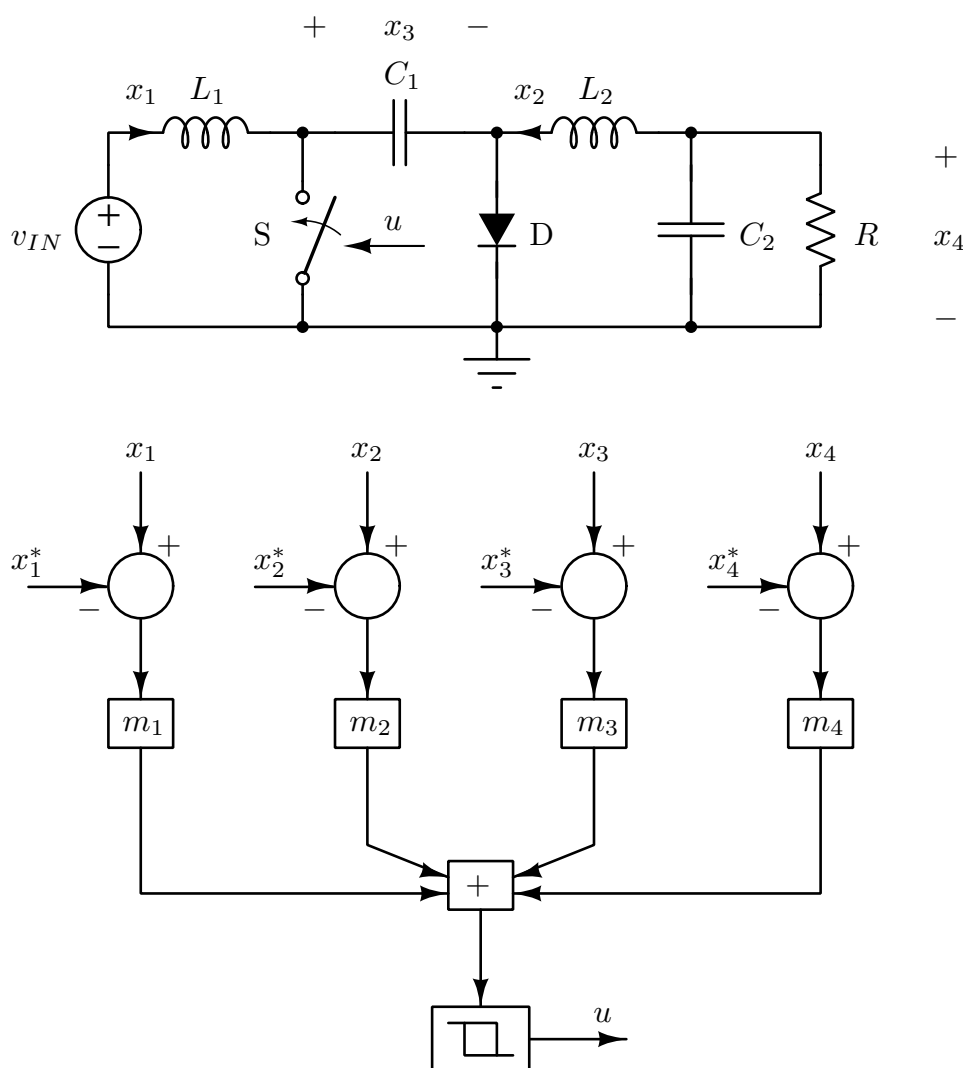 + x₃ −
C₁
x₁ L₁ x₂ L₂
+
+
−
v_IN S u D C₂ R x₄
−
x₁ x₂ x₃ x₄
x₁* + x₂* + x₃* + x₄* +
− − − −
m₁ m₂ m₃ m₄
+
u